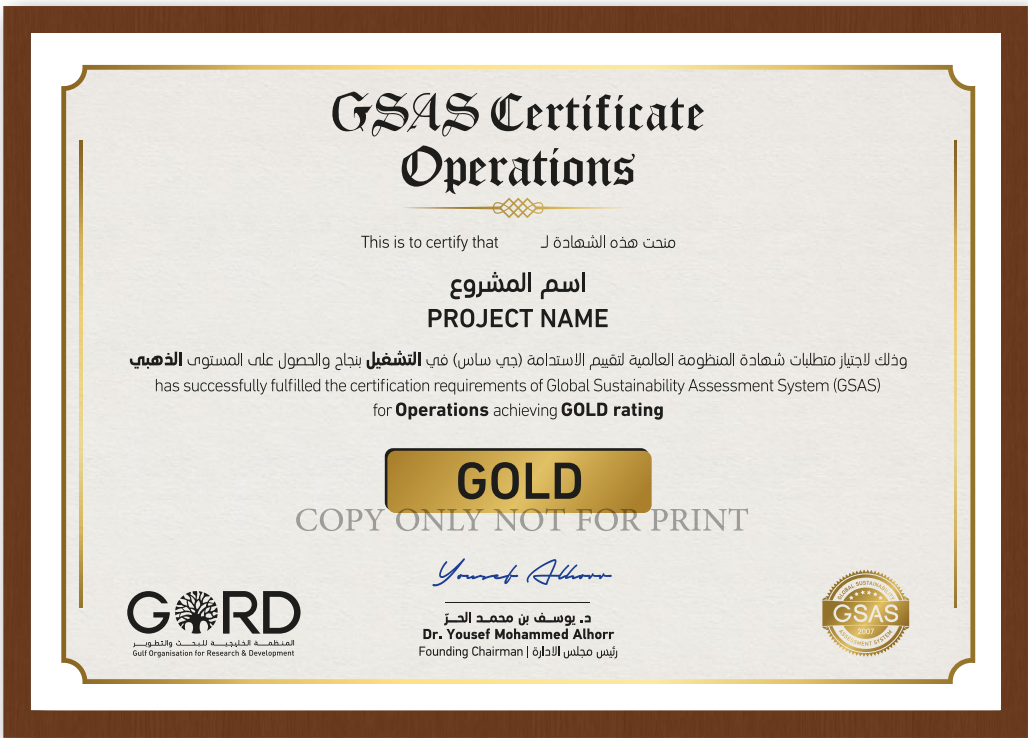 GSAS Certificate
Operations
This is to certify that منحت هذه الشهادة لـ
اسم المشروع
PROJECT NAME
وذلك لاجتياز متطلبات شهادة المنظومة العالمية لتقييم الاستدامة (جي ساس) في التشغيل بنجاح والحصول على المستوى الذهبي
has successfully fulfilled the certification requirements of Global Sustainability Assessment System (GSAS)
for Operations achieving GOLD rating
GOLD
COPY ONLY NOT FOR PRINT
Yousef Alhorr
د. يوسف بن محمد الحرّ
Dr. Yousef Mohammed Alhorr
Founding Chairman | رئيس مجلس الادارة
GORD
المنظمة الخليجية للبحث والتطوير
Gulf Organisation for Research & Development
GLOBAL SUSTAINABILITY
GSAS
2007
ASSESSMENT SYSTEM